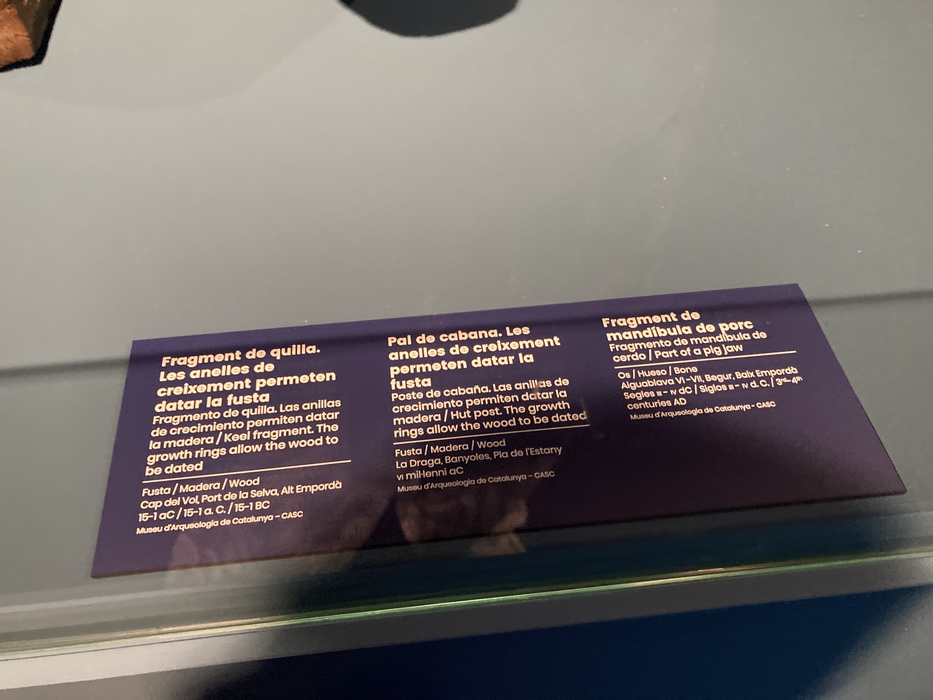 Fragment de quilla.
Les anelles de
creixement permeten
datar la fusta
Fragmento de quilla. Las anillas
de crecimiento permiten datar
la madera / Keel fragment. The
growth rings allow the wood to
be dated
Fusta / Madera / Wood
Cap del Vol, Port de la Selva, Alt Empordà
15-1 aC / 15-1 a. C. / 15-1 BC
Museu d'Arqueologia de Catalunya - CASC
Pal de cabana. Les
anelles de creixement
permeten datar la
fusta
Poste de cabaña. Las anillas de
crecimiento permiten datar la
madera / Hut post. The growth
rings allow the wood to be dated
Fusta / Madera / Wood
La Draga, Banyoles, Pla de l'Estany
VI mil·lenni aC
Museu d'Arqueologia de Catalunya - CASC
Fragment de
mandíbula de porc
Fragmento de mandíbula de
cerdo / Part of a pig jaw
Os / Hueso / Bone
Aiguablava VI-VII, Begur, Baix Empordà
Segles III - IV dC / Siglos III - IV d. C. / 3rd-4th
centuries AD
Museu d'Arqueologia de Catalunya - CASC